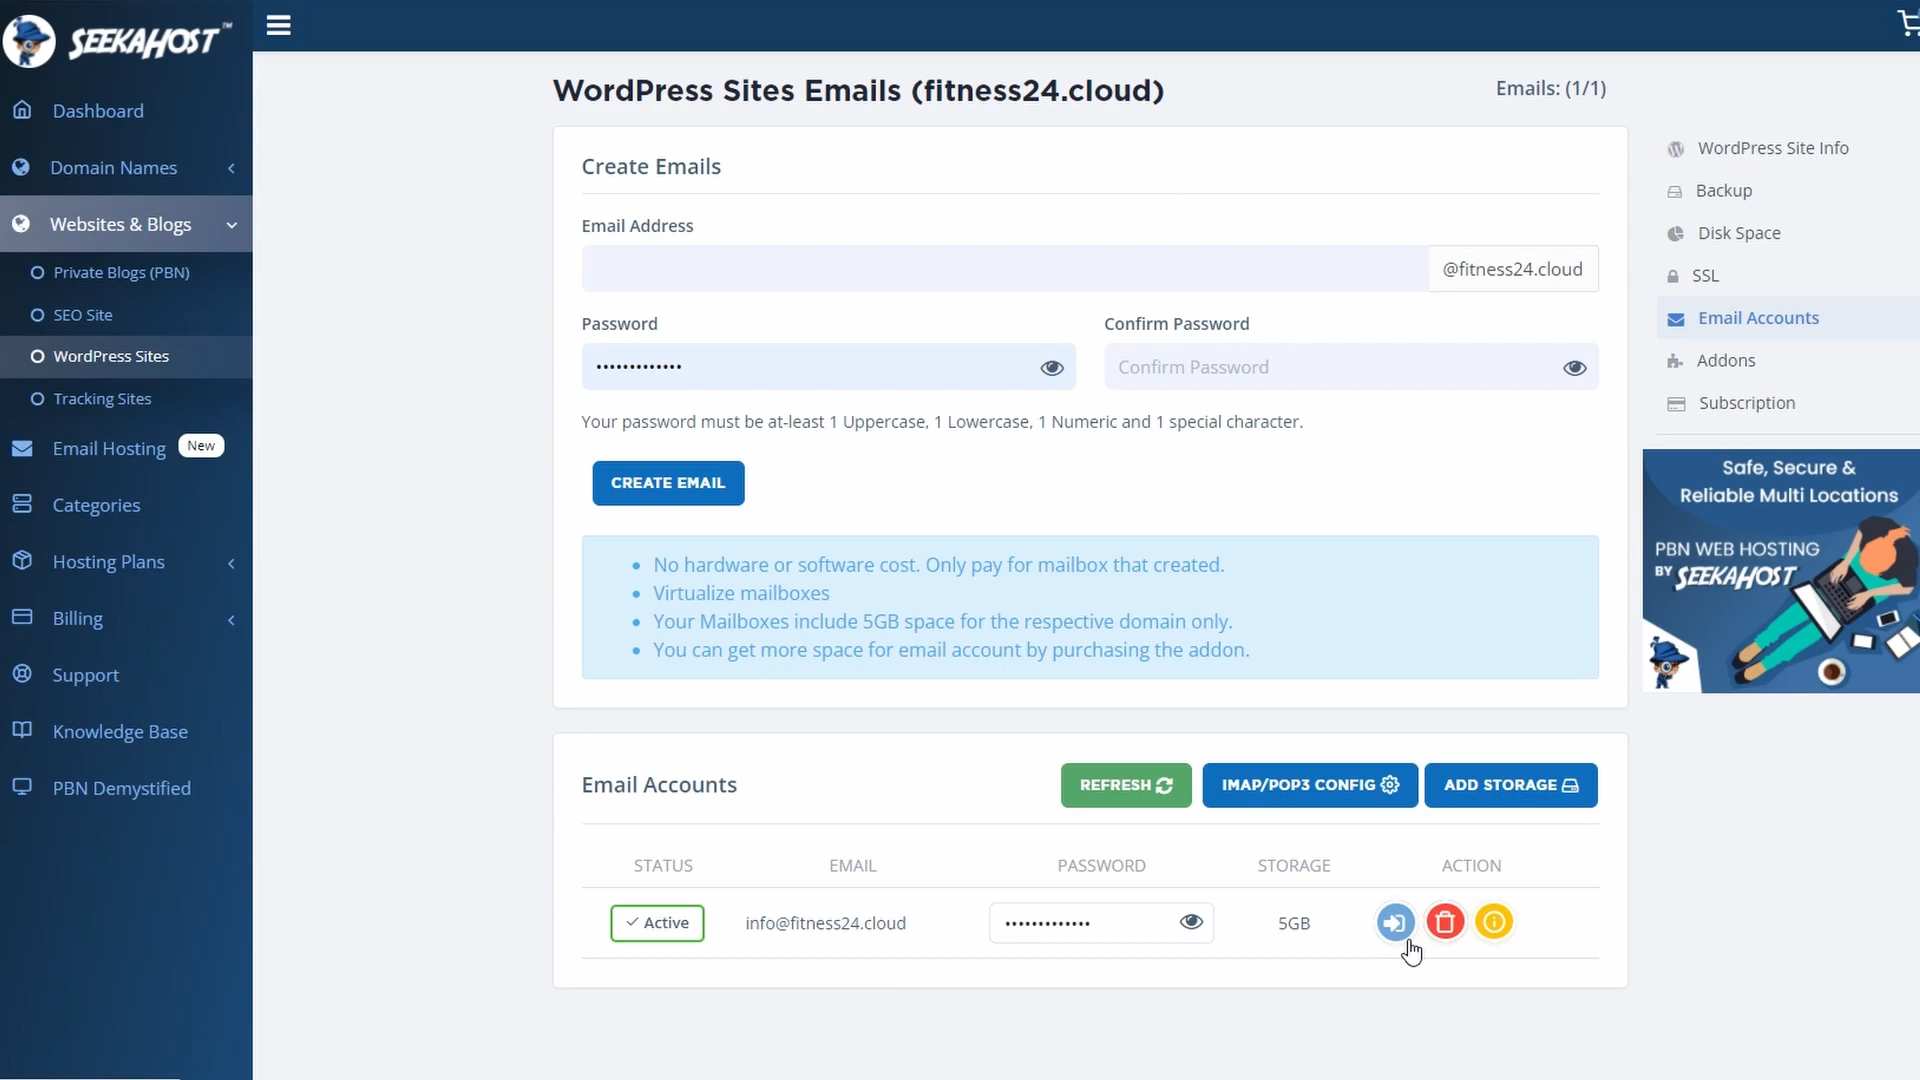 SEEKAHOST™
Dashboard
Domain Names
Websites & Blogs
Private Blogs (PBN)
SEO Site
WordPress Sites
Tracking Sites
Email Hosting New
Categories
Hosting Plans
Billing
Support
Knowledge Base
PBN Demystified
WordPress Sites Emails (fitness24.cloud)
Emails: (1/1)
Create Emails
Email Address
@fitness24.cloud
Password Confirm Password
••••••••••••• Confirm Password
Your password must be at-least 1 Uppercase, 1 Lowercase, 1 Numeric and 1 special character.
CREATE EMAIL
• No hardware or software cost. Only pay for mailbox that created.
• Virtualize mailboxes
• Your Mailboxes include 5GB space for the respective domain only.
• You can get more space for email account by purchasing the addon.
Email Accounts REFRESH IMAP/POP3 CONFIG ADD STORAGE
STATUS EMAIL PASSWORD STORAGE ACTION
Active info@fitness24.cloud ••••••••••••• 5GB
WordPress Site Info
Backup
Disk Space
SSL
Email Accounts
Addons
Subscription
Safe, Secure &
Reliable Multi Locations
PBN WEB HOSTING
BY SEEKAHOST